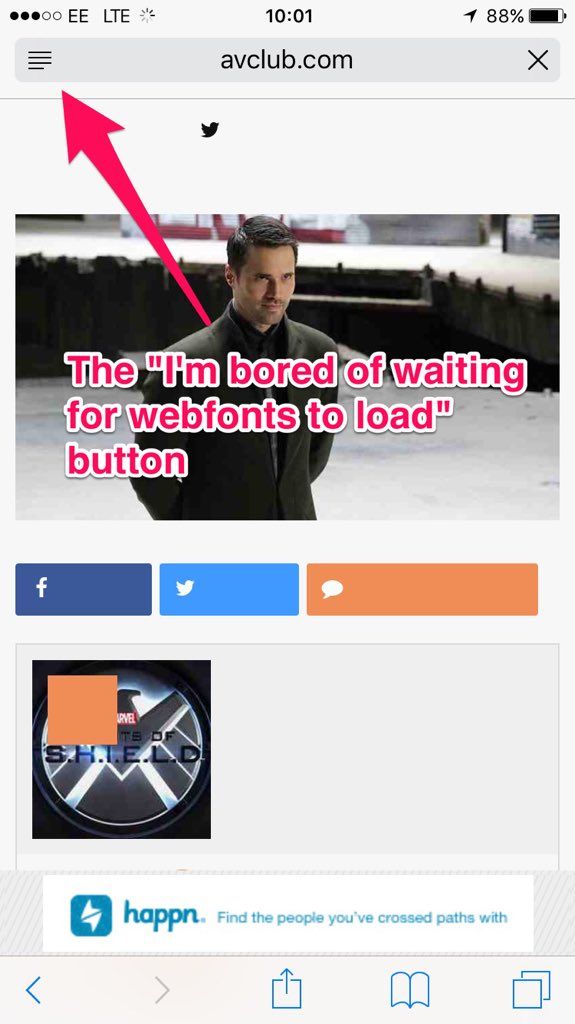 EE LTE 10:01 88%
avclub.com
The "I'm bored of waiting
for webfonts to load"
button
f
MARVEL
TS OF
S.H.I.E.L.D
happn. Find the people you've crossed paths with